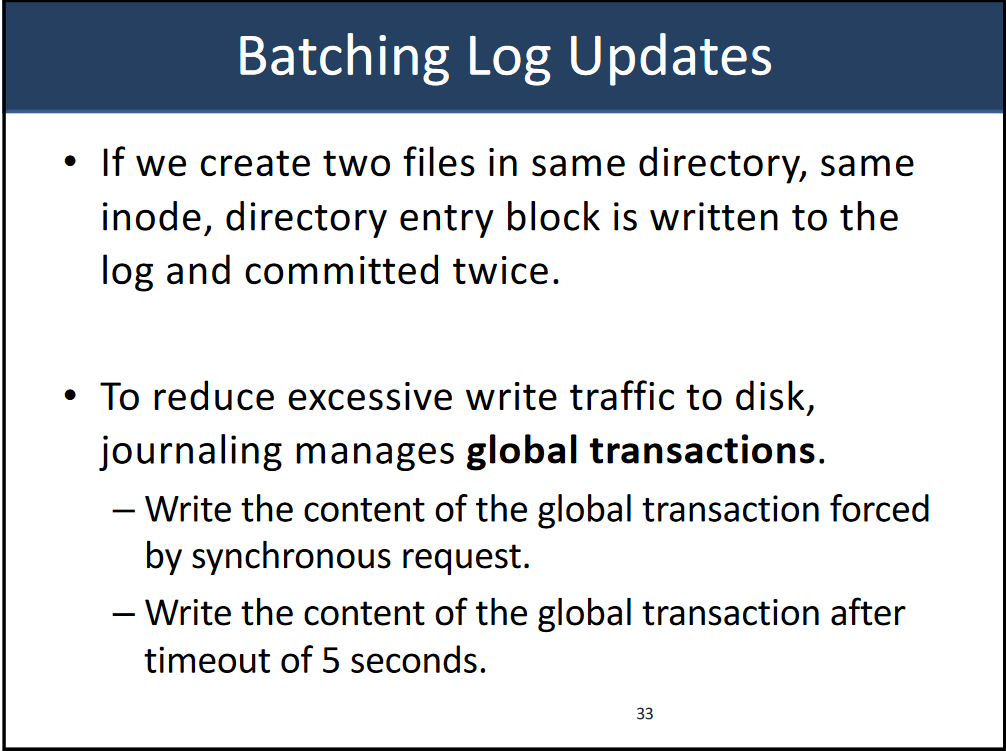 Batching Log Updates
• If we create two files in same directory, same
inode, directory entry block is written to the
log and committed twice.
• To reduce excessive write traffic to disk,
journaling manages global transactions.
– Write the content of the global transaction forced
by synchronous request.
– Write the content of the global transaction after
timeout of 5 seconds.
33